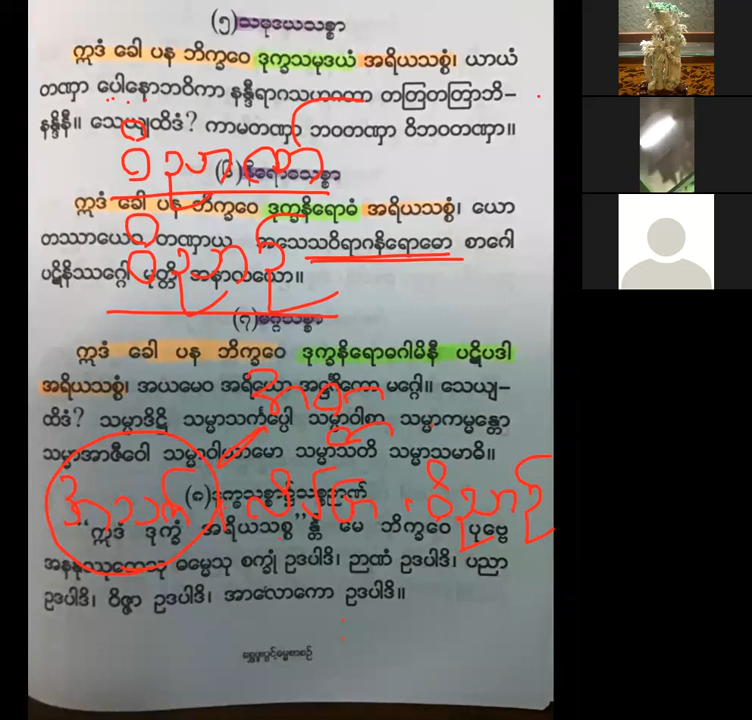 (၅)သမုဒယသစ္စာ
ဣဒံ ခေါ ပန ဘိက္ခဝေ ဒုက္ခသမုဒယံ အရိယသစ္စံ၊ ယာယံ
တဏှာ ပေါနောဘဝိကာ နန္ဒီရာဂသဟဂတာ တတြတတြာဘိ–
နန္ဒိနီ။ သေယျထိဒံ? ကာမတဏှာ ဘဝတဏှာ ဝိဘဝတဏှာ။
(၆)နိရောဓသစ္စာ
ဣဒံ ခေါ ပန ဘိက္ခဝေ ဒုက္ခနိရောဓံ အရိယသစ္စံ၊ ယော
တဿာယေဝ တဏှာယ အသေသဝိရာဂနိရောဓော စာဂေါ
ပဋိနိဿဂ္ဂေါ မုတ္တိ အနာလယော။
(၇)မဂ္ဂသစ္စာ
ဣဒံ ခေါ ပန ဘိက္ခဝေ ဒုက္ခနိရောဓဂါမိနီ ပဋိပဒါ
အရိယသစ္စံ၊ အယမေဝ အရိယော အဋ္ဌင်္ဂိကော မဂ္ဂေါ။ သေယျ–
ထိဒံ? သမ္မာဒိဋ္ဌိ သမ္မာသင်္ကပ္ပေါ သမ္မာဝါစာ သမ္မာကမ္မန္တော
သမ္မာအာဇီဝေါ သမ္မာဝါယာမော သမ္မာသတိ သမ္မာသမာဓိ။
(၈)ဒုက္ခသစ္စာ၌သစ္စဉာဏ်
“ဣဒံ ဒုက္ခံ အရိယသစ္စ”န္တိ မေ ဘိက္ခဝေ ပုဗ္ဗေ
အနနုဿုတေသု ဓမ္မေသု စက္ခုံ ဥဒပါဒိ၊ ဉာဏံ ဥဒပါဒိ၊ ပညာ
ဥဒပါဒိ၊ ဝိဇ္ဇာ ဥဒပါဒိ၊ အာလောကော ဥဒပါဒိ။